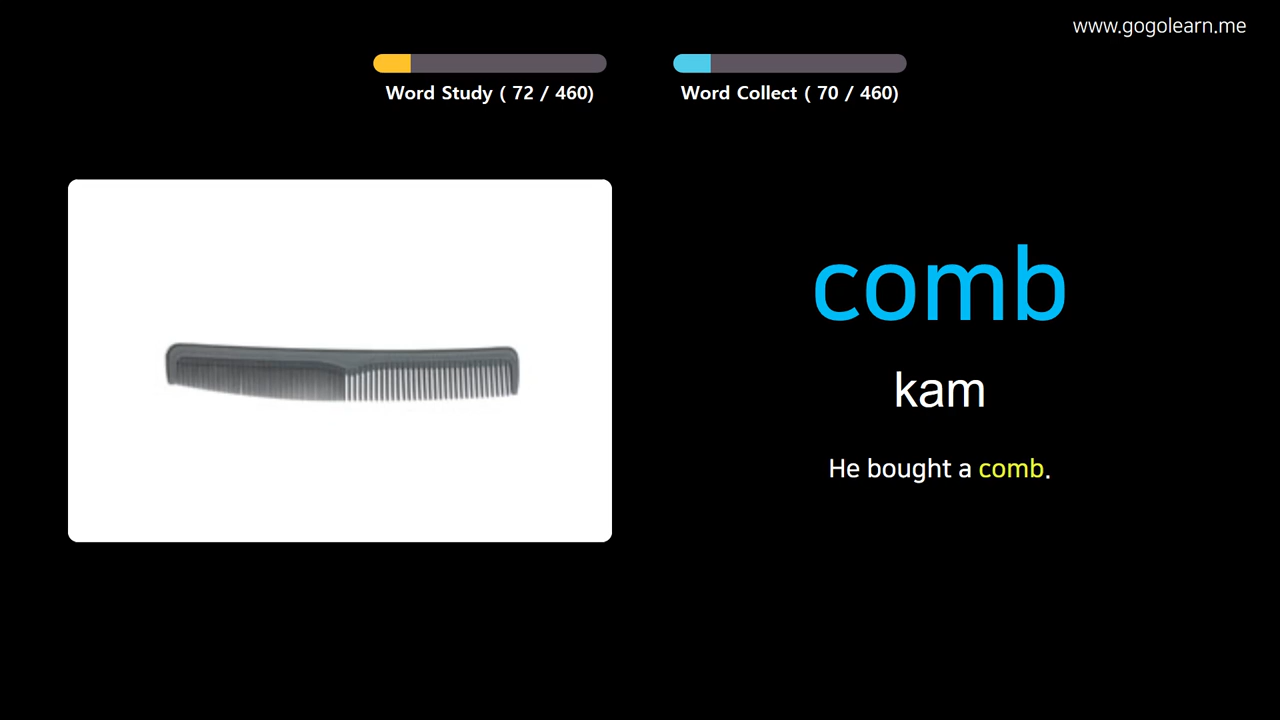 www.gogolearn.me
Word Study ( 72 / 460)
Word Collect ( 70 / 460)
comb
kam
He bought a comb.